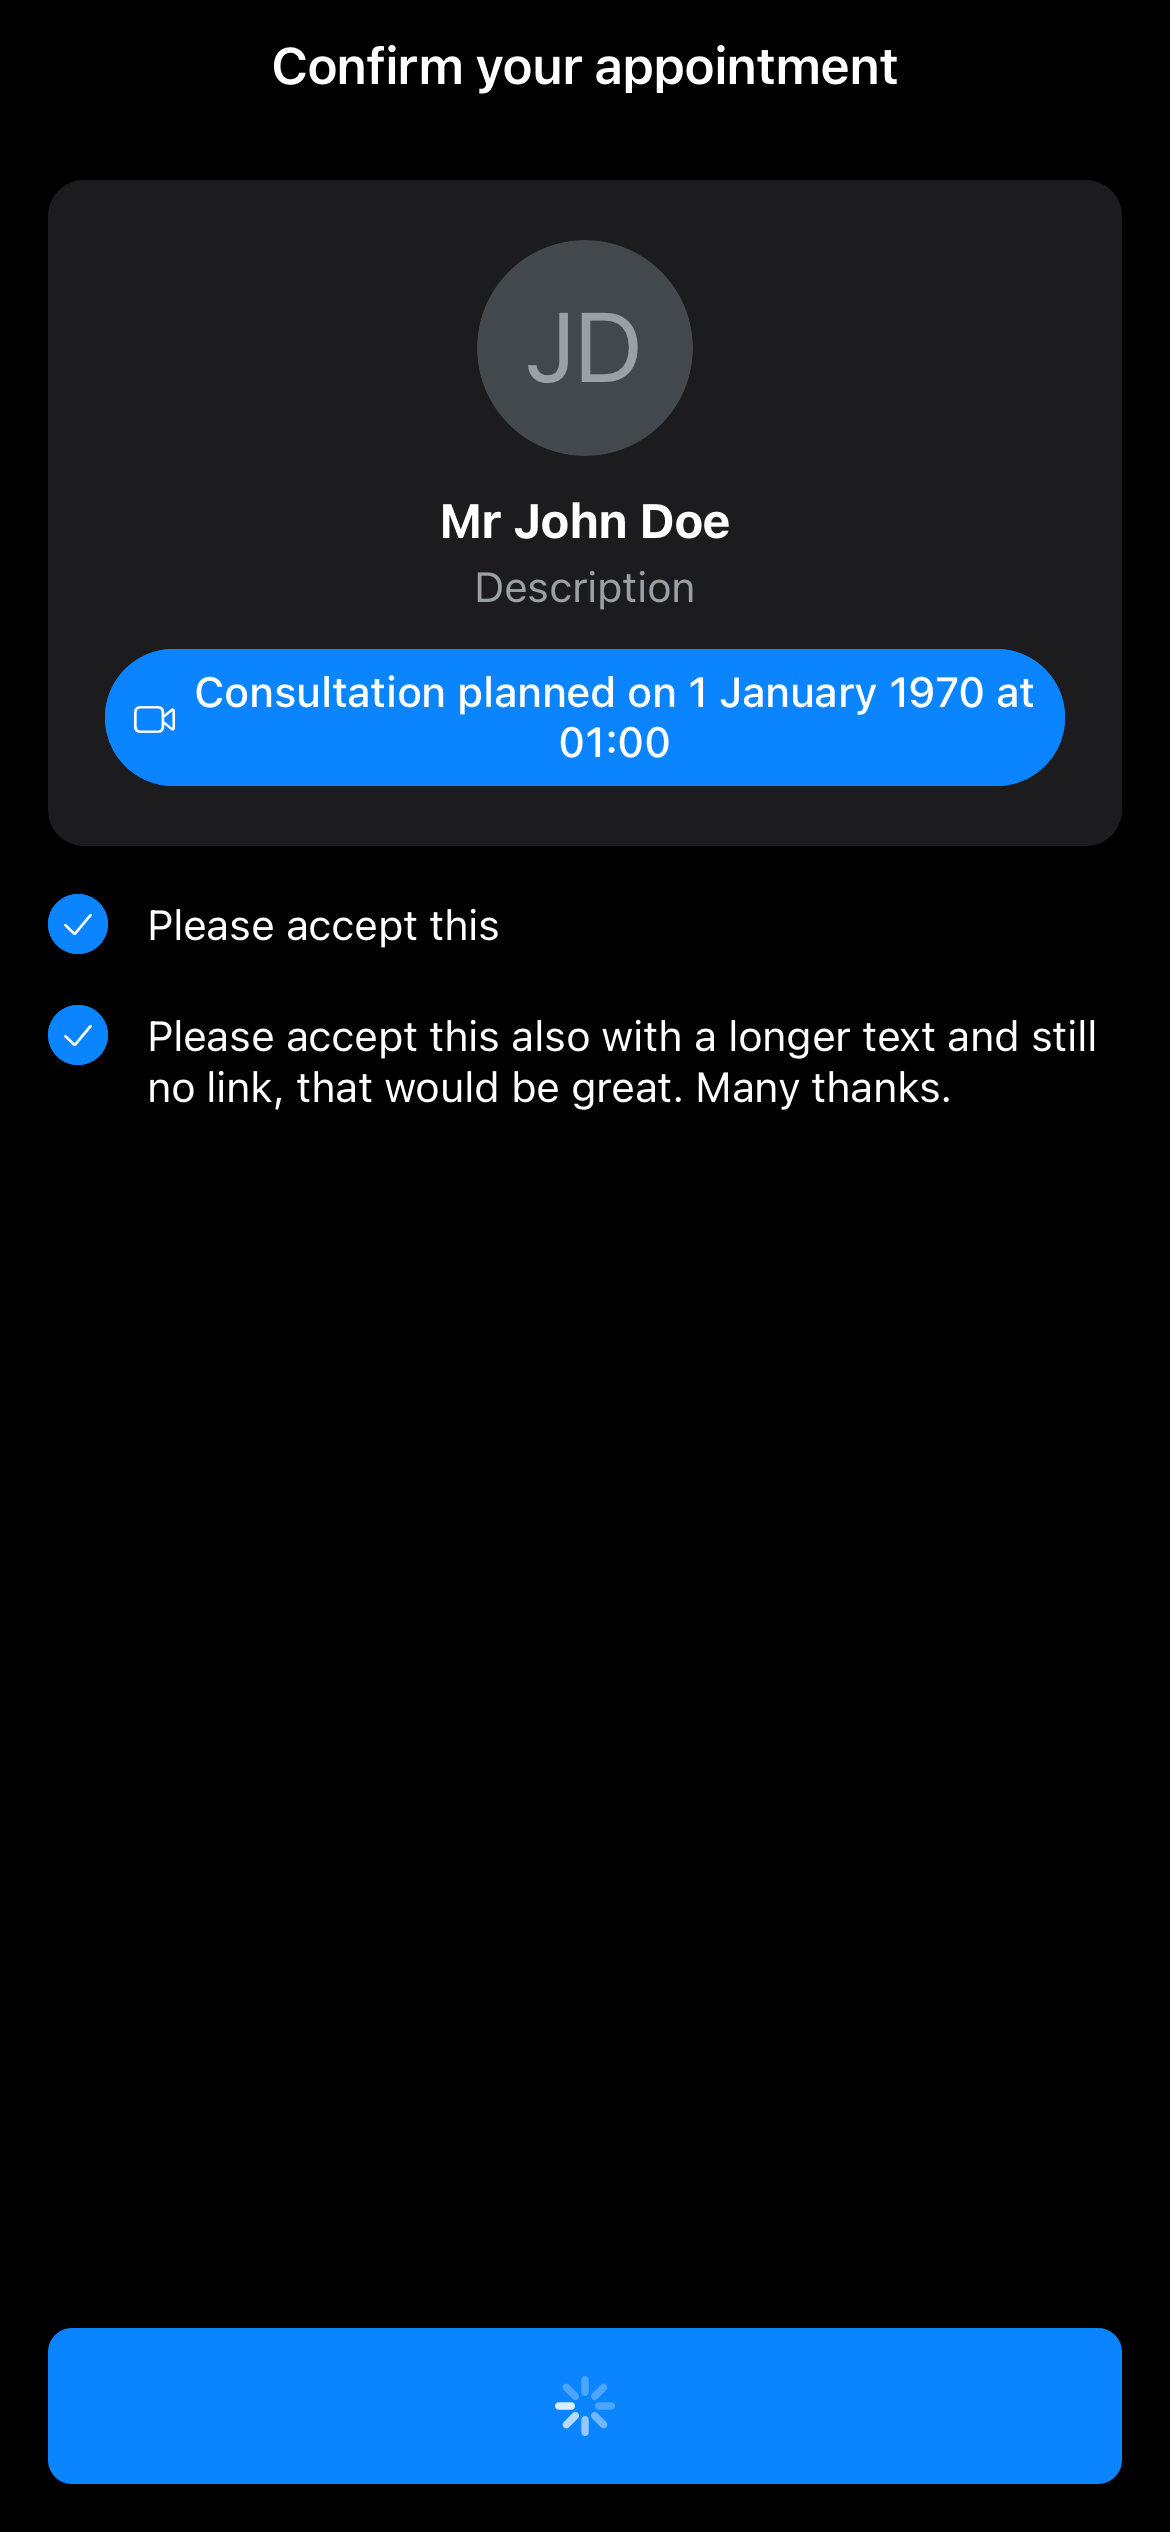 Confirm your appointment
JD
Mr John Doe
Description
Consultation planned on 1 January 1970 at
01:00
Please accept this
Please accept this also with a longer text and still
no link, that would be great. Many thanks.